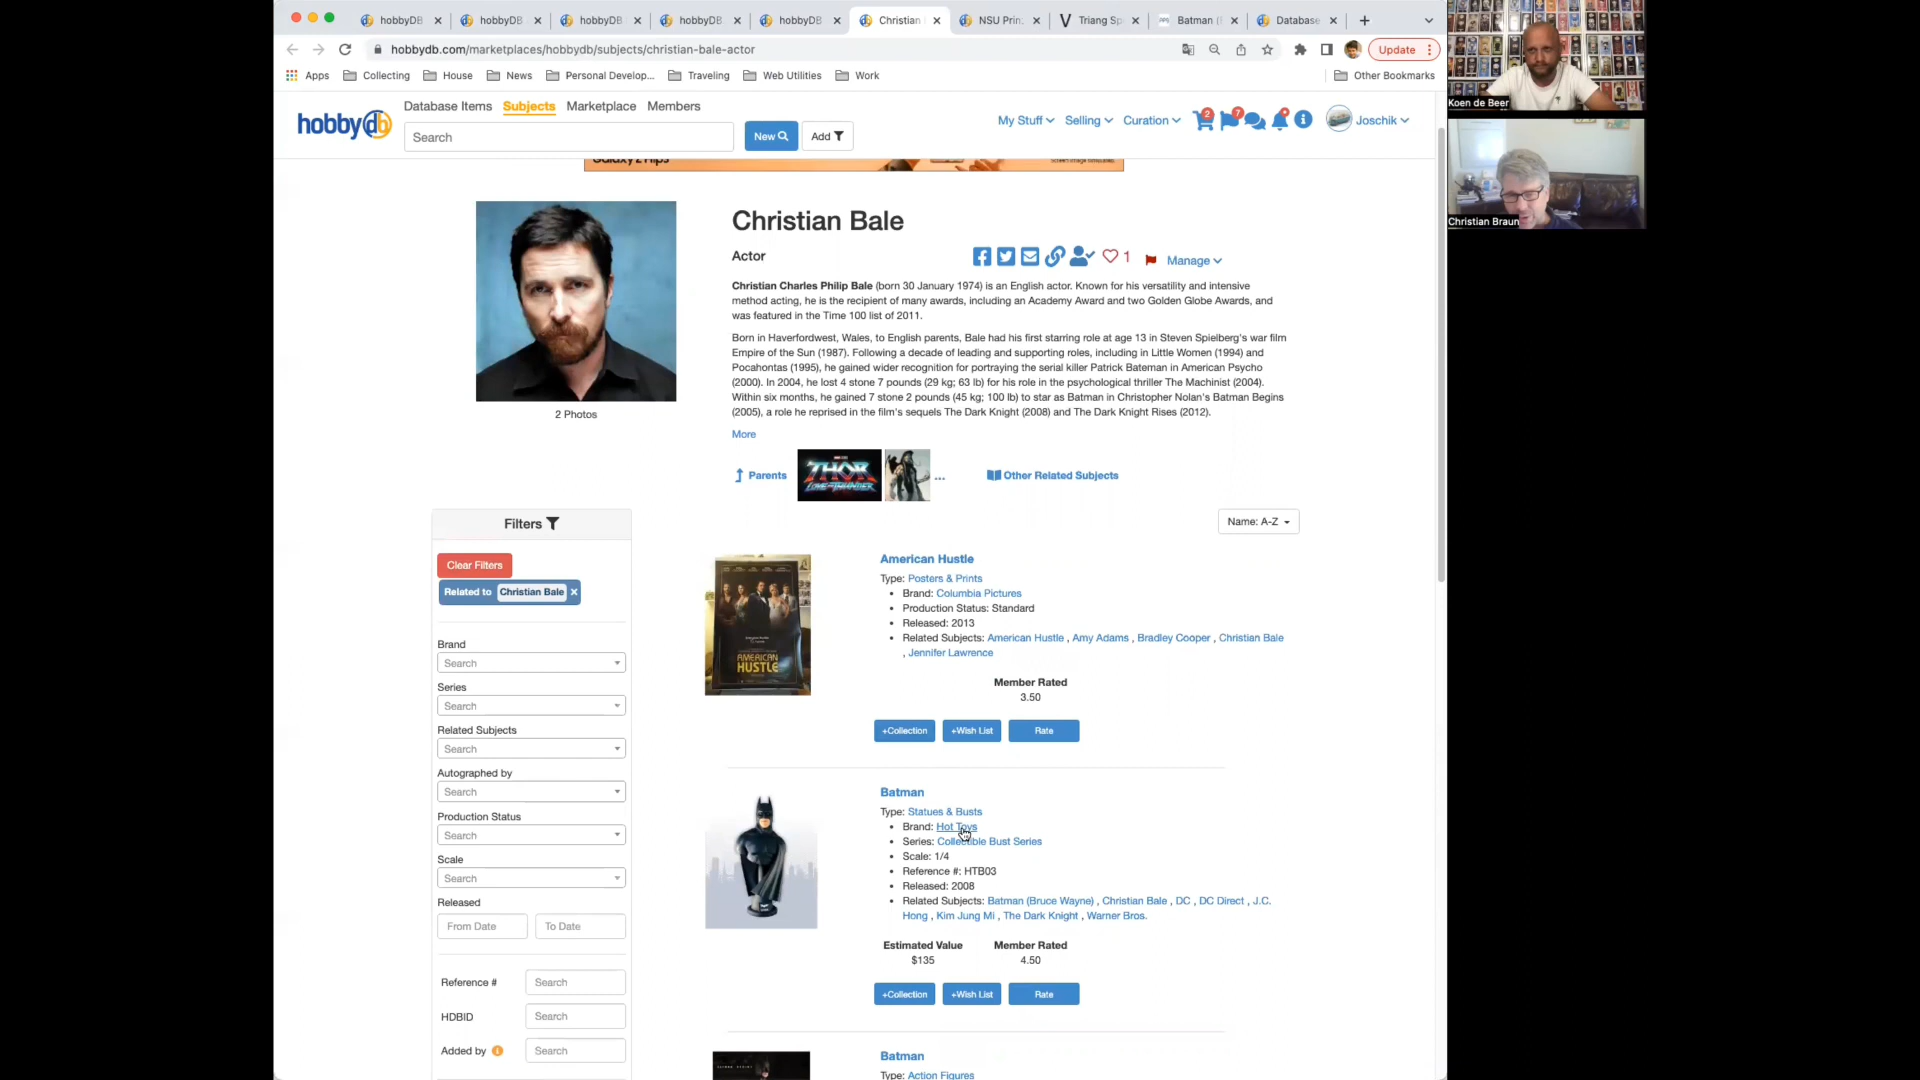 hobbyDB
hobbyDB
hobbyDB
hobbyDB
hobbyDB
Christian
NSU Prin
Triang Sp
Batman (
Database
hobbydb.com/marketplaces/hobbydb/subjects/christian-bale-actor
Update
Apps
Collecting
House
News
Personal Develop...
Traveling
Web Utilities
Work
Other Bookmarks
Koen de Beer
Christian Braun
hobbydb
Database Items
Subjects
Marketplace
Members
Search
New
Add
My Stuff
Selling
Curation
2
7
Joschik
Christian Bale
Actor
1
Manage
Christian Charles Philip Bale (born 30 January 1974) is an English actor. Known for his versatility and intensive
method acting, he is the recipient of many awards, including an Academy Award and two Golden Globe Awards, and
was featured in the Time 100 list of 2011.
Born in Haverfordwest, Wales, to English parents, Bale had his first starring role at age 13 in Steven Spielberg's war film
Empire of the Sun (1987). Following a decade of leading and supporting roles, including in Little Women (1994) and
Pocahontas (1995), he gained wider recognition for portraying the serial killer Patrick Bateman in American Psycho
(2000). In 2004, he lost 4 stone 7 pounds (29 kg; 63 lb) for his role in the psychological thriller The Machinist (2004).
Within six months, he gained 7 stone 2 pounds (45 kg; 100 lb) to star as Batman in Christopher Nolan's Batman Begins
(2005), a role he reprised in the film's sequels The Dark Knight (2008) and The Dark Knight Rises (2012).
2 Photos
More
Parents
THOR
LOVE AND THUNDER
...
Other Related Subjects
Filters
Name: A-Z
Clear Filters
Related to Christian Bale ×
Brand
Search
Series
Search
Related Subjects
Search
Autographed by
Search
Production Status
Search
Scale
Search
Released
From Date
To Date
Reference #
Search
HDBID
Search
Added by
Search
AMERICAN
HUSTLE
American Hustle
Type: Posters & Prints
Brand: Columbia Pictures
Production Status: Standard
Released: 2013
Related Subjects: American Hustle , Amy Adams , Bradley Cooper , Christian Bale
, Jennifer Lawrence
Member Rated
3.50
+Collection
+Wish List
Rate
Batman
Type: Statues & Busts
Brand: Hot Toys
Series: Collectible Bust Series
Scale: 1/4
Reference #: HTB03
Released: 2008
Related Subjects: Batman (Bruce Wayne) , Christian Bale , DC , DC Direct , J.C.
Hong , Kim Jung Mi , The Dark Knight , Warner Bros.
Estimated Value
$135
Member Rated
4.50
+Collection
+Wish List
Rate
Batman
Type: Action Figures